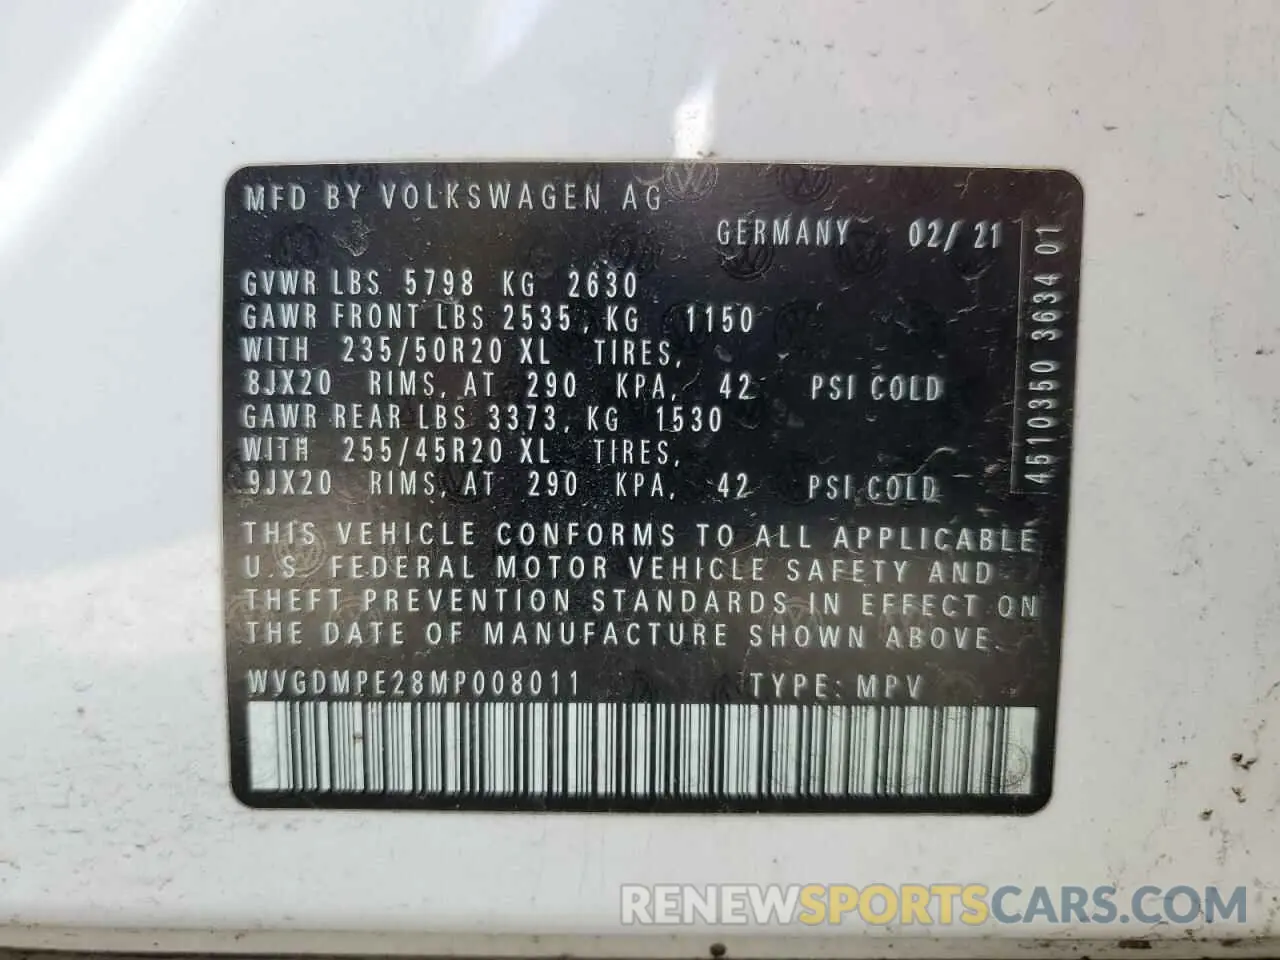 MFD BY VOLKSWAGEN AG
GERMANY 02/ 21
GVWR LBS 5798 KG 2630
GAWR FRONT LBS 2535, KG 1150
WITH 235/50R20 XL TIRES,
8JX20 RIMS, AT 290 KPA, 42 PSI COLD
GAWR REAR LBS 3373, KG 1530
WITH 255/45R20 XL TIRES,
9JX20 RIMS, AT 290 KPA, 42 PSI COLD
THIS VEHICLE CONFORMS TO ALL APPLICABLE
U.S. FEDERAL MOTOR VEHICLE SAFETY AND
THEFT PREVENTION STANDARDS IN EFFECT ON
THE DATE OF MANUFACTURE SHOWN ABOVE.
WVGDMPE28MP008011 TYPE: MPV
4510350 3634 01
RENEWSPORTSCARS.COM